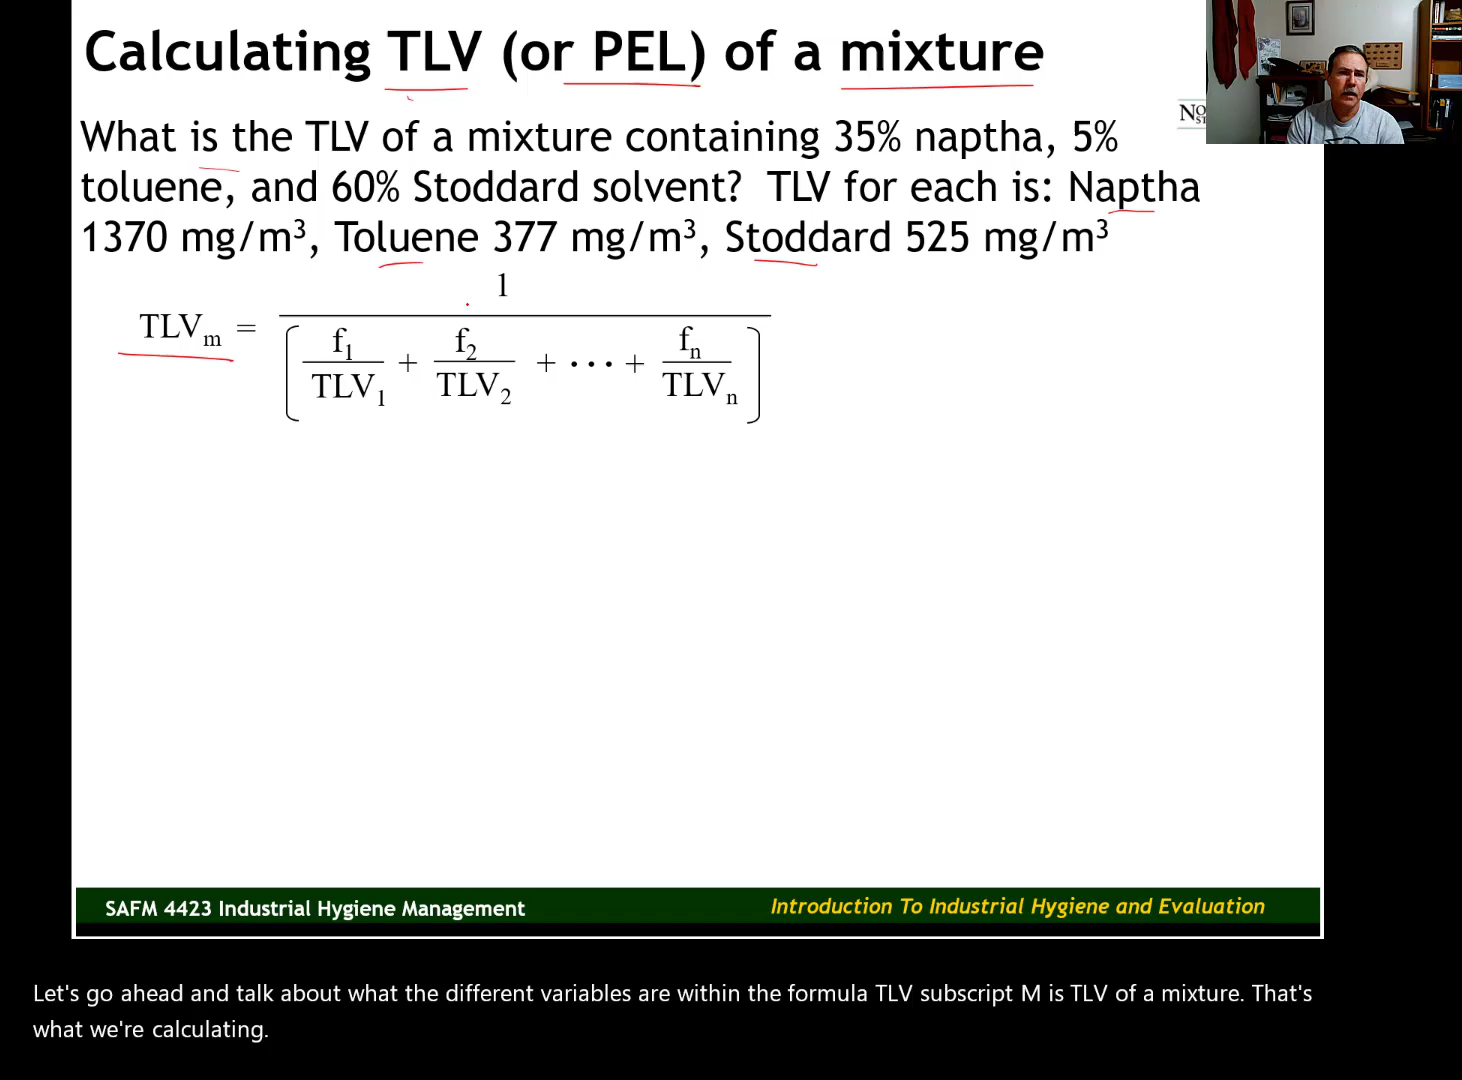 Calculating TLV (or PEL) of a mixture
What is the TLV of a mixture containing 35% naptha, 5%
toluene, and 60% Stoddard solvent? TLV for each is: Naptha
1370 mg/m³, Toluene 377 mg/m³, Stoddard 525 mg/m³
1
TLVₘ =
f₁ + f₂ + ··· + fₙ
TLV₁ TLV₂ TLVₙ
SAFM 4423 Industrial Hygiene Management
Introduction To Industrial Hygiene and Evaluation
Let's go ahead and talk about what the different variables are within the formula TLV subscript M is TLV of a mixture. That's
what we're calculating.